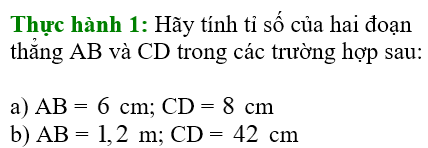 Thực hành 1: Hãy tính tỉ số của hai đoạn
thẳng AB và CD trong các trường hợp sau:
a) AB = 6 cm; CD = 8 cm
b) AB = 1,2 m; CD = 42 cm